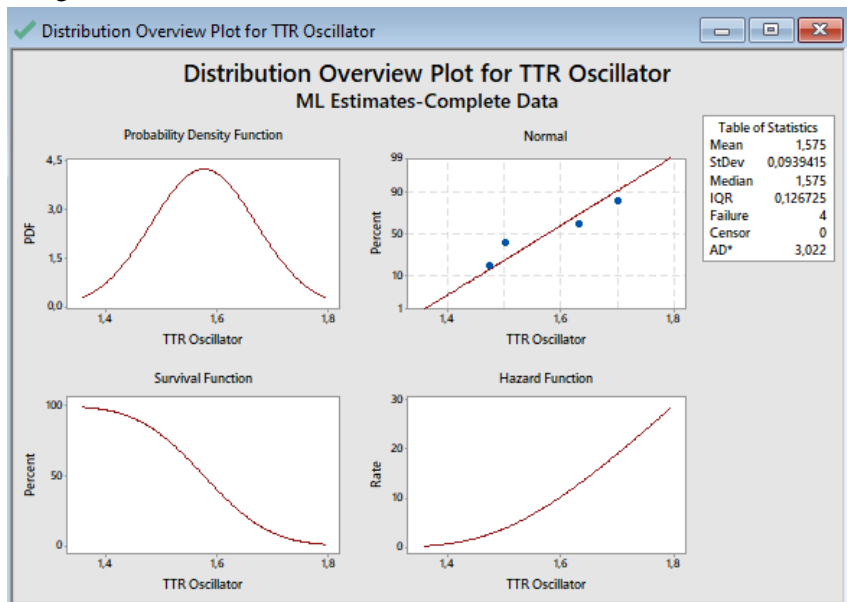 Distribution Overview Plot for TTR Oscillator
Distribution Overview Plot for TTR Oscillator
ML Estimates-Complete Data
Probability Density Function
4,5
3,0
1,5
0,0
PDF
1,4 1,6 1,8
TTR Oscillator
Normal
99
90
50
10
1
Percent
1,4 1,6 1,8
TTR Oscillator
Table of Statistics
Mean 1,575
StDev 0,0939415
Median 1,575
IQR 0,126725
Failure 4
Censor 0
AD* 3,022
Survival Function
100
50
0
Percent
1,4 1,6 1,8
TTR Oscillator
Hazard Function
30
20
10
0
Rate
1,4 1,6 1,8
TTR Oscillator